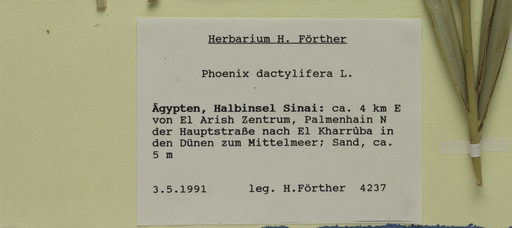 Herbarium H. Förther
Phoenix dactylifera L.
Ägypten, Halbinsel Sinai: ca. 4 km E
von El Arish Zentrum, Palmenhain N
der Hauptstraße nach El Kharrûba in
den Dünen zum Mittelmeer; Sand, ca.
5 m
3.5.1991 leg. H.Förther 4237